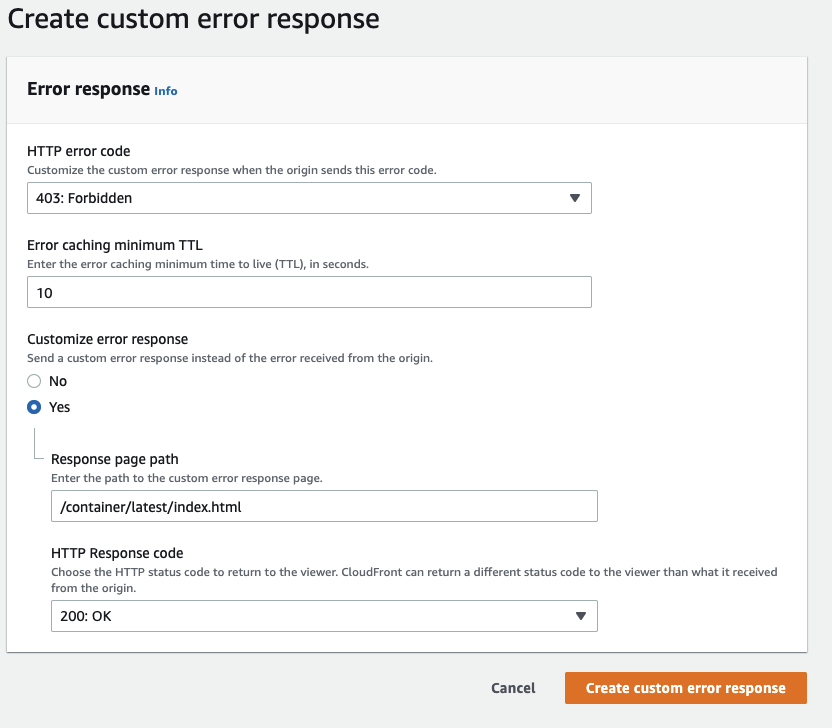 Create custom error response
Error response Info
HTTP error code
Customize the custom error response when the origin sends this error code.
403: Forbidden
Error caching minimum TTL
Enter the error caching minimum time to live (TTL), in seconds.
10
Customize error response
Send a custom error response instead of the error received from the origin.
No
Yes
Response page path
Enter the path to the custom error response page.
/container/latest/index.html
HTTP Response code
Choose the HTTP status code to return to the viewer. CloudFront can return a different status code to the viewer than what it received
from the origin.
200: OK
Cancel Create custom error response